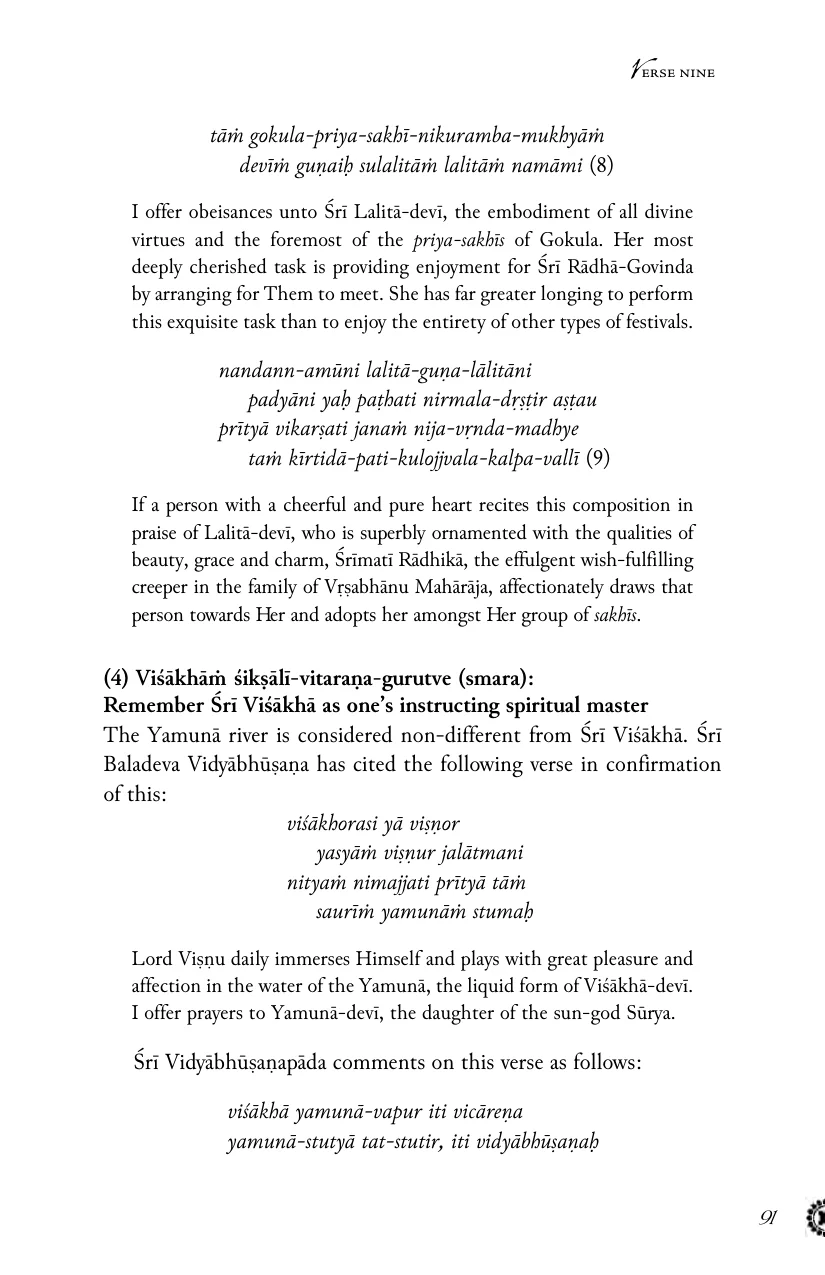 VERSE NINE
tāṁ gokula-priya-sakhī-nikuramba-mukhyāṁ
devīṁ guṇaiḥ sulalitāṁ lalitāṁ namāmi (8)
I offer obeisances unto Śrī Lalitā-devī, the embodiment of all divine
virtues and the foremost of the priya-sakhīs of Gokula. Her most
deeply cherished task is providing enjoyment for Śrī Rādhā-Govinda
by arranging for Them to meet. She has far greater longing to perform
this exquisite task than to enjoy the entirety of other types of festivals.
nandann-amūni lalitā-guṇa-lālitāni
padyāni yaḥ paṭhati nirmala-dṛṣṭir aṣṭau
prītyā vikarṣati janaṁ nija-vṛnda-madhye
taṁ kīrtidā-pati-kulojjvala-kalpa-vallī (9)
If a person with a cheerful and pure heart recites this composition in
praise of Lalitā-devī, who is superbly ornamented with the qualities of
beauty, grace and charm, Śrīmatī Rādhikā, the effulgent wish-fulfilling
creeper in the family of Vṛṣabhānu Mahārāja, affectionately draws that
person towards Her and adopts her amongst Her group of sakhīs.
(4) Viśākhāṁ śikṣālī-vitaraṇa-gurutve (smara):
Remember Śrī Viśākhā as one's instructing spiritual master
The Yamunā river is considered non-different from Śrī Viśākhā. Śrī
Baladeva Vidyābhūṣaṇa has cited the following verse in confirmation
of this:
viśākhorasi yā viṣṇor
yasyāṁ viṣṇur jalātmani
nityaṁ nimajjati prītyā tāṁ
saurīṁ yamunāṁ stumaḥ
Lord Viṣṇu daily immerses Himself and plays with great pleasure and
affection in the water of the Yamunā, the liquid form of Viśākhā-devī.
I offer prayers to Yamunā-devī, the daughter of the sun-god Sūrya.
Śrī Vidyābhūṣaṇapāda comments on this verse as follows:
viśākhā yamunā-vapur iti vicāreṇa
yamunā-stutyā tat-stutir, iti vidyābhūṣaṇaḥ
91